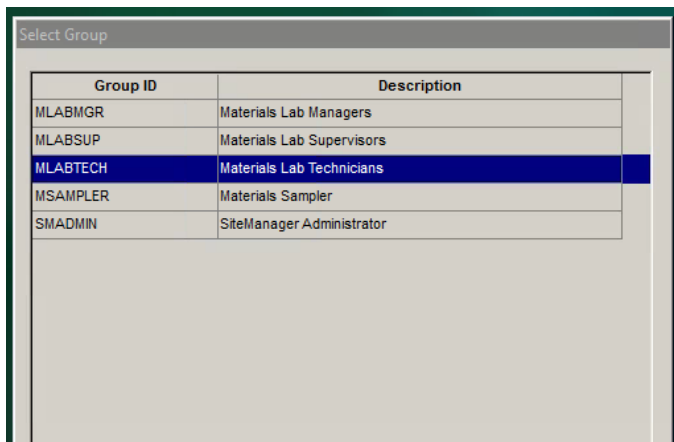 Select Group
Group ID Description
MLABMGR Materials Lab Managers
MLABSUP Materials Lab Supervisors
MLABTECH Materials Lab Technicians
MSAMPLER Materials Sampler
SMADMIN SiteManager Administrator